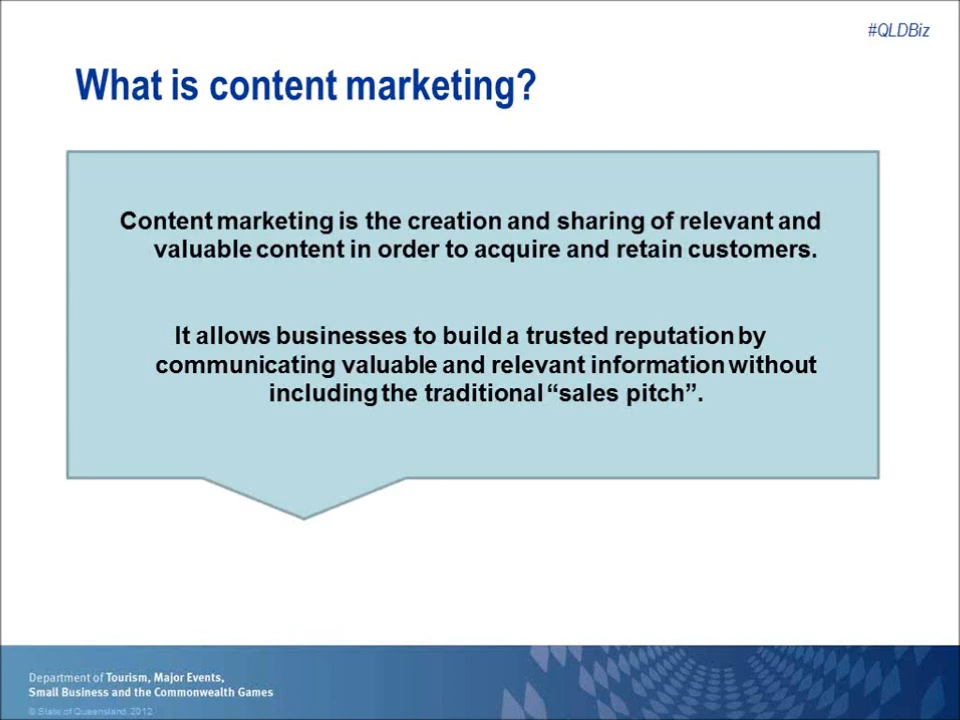 #QLDBiz
What is content marketing?
Content marketing is the creation and sharing of relevant and
valuable content in order to acquire and retain customers.
It allows businesses to build a trusted reputation by
communicating valuable and relevant information without
including the traditional “sales pitch”.
Department of Tourism, Major Events,
Small Business and the Commonwealth Games
© State of Queensland, 2012